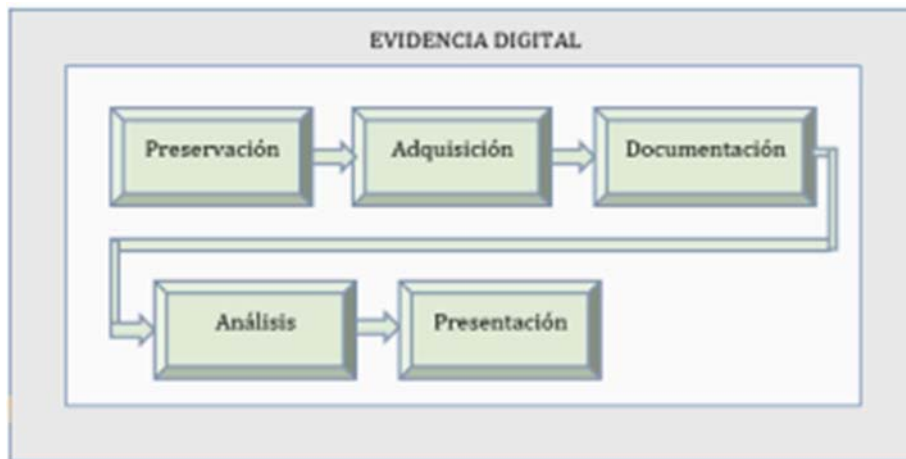 EVIDENCIA DIGITAL
Preservación
Adquisición
Documentación
Análisis
Presentación